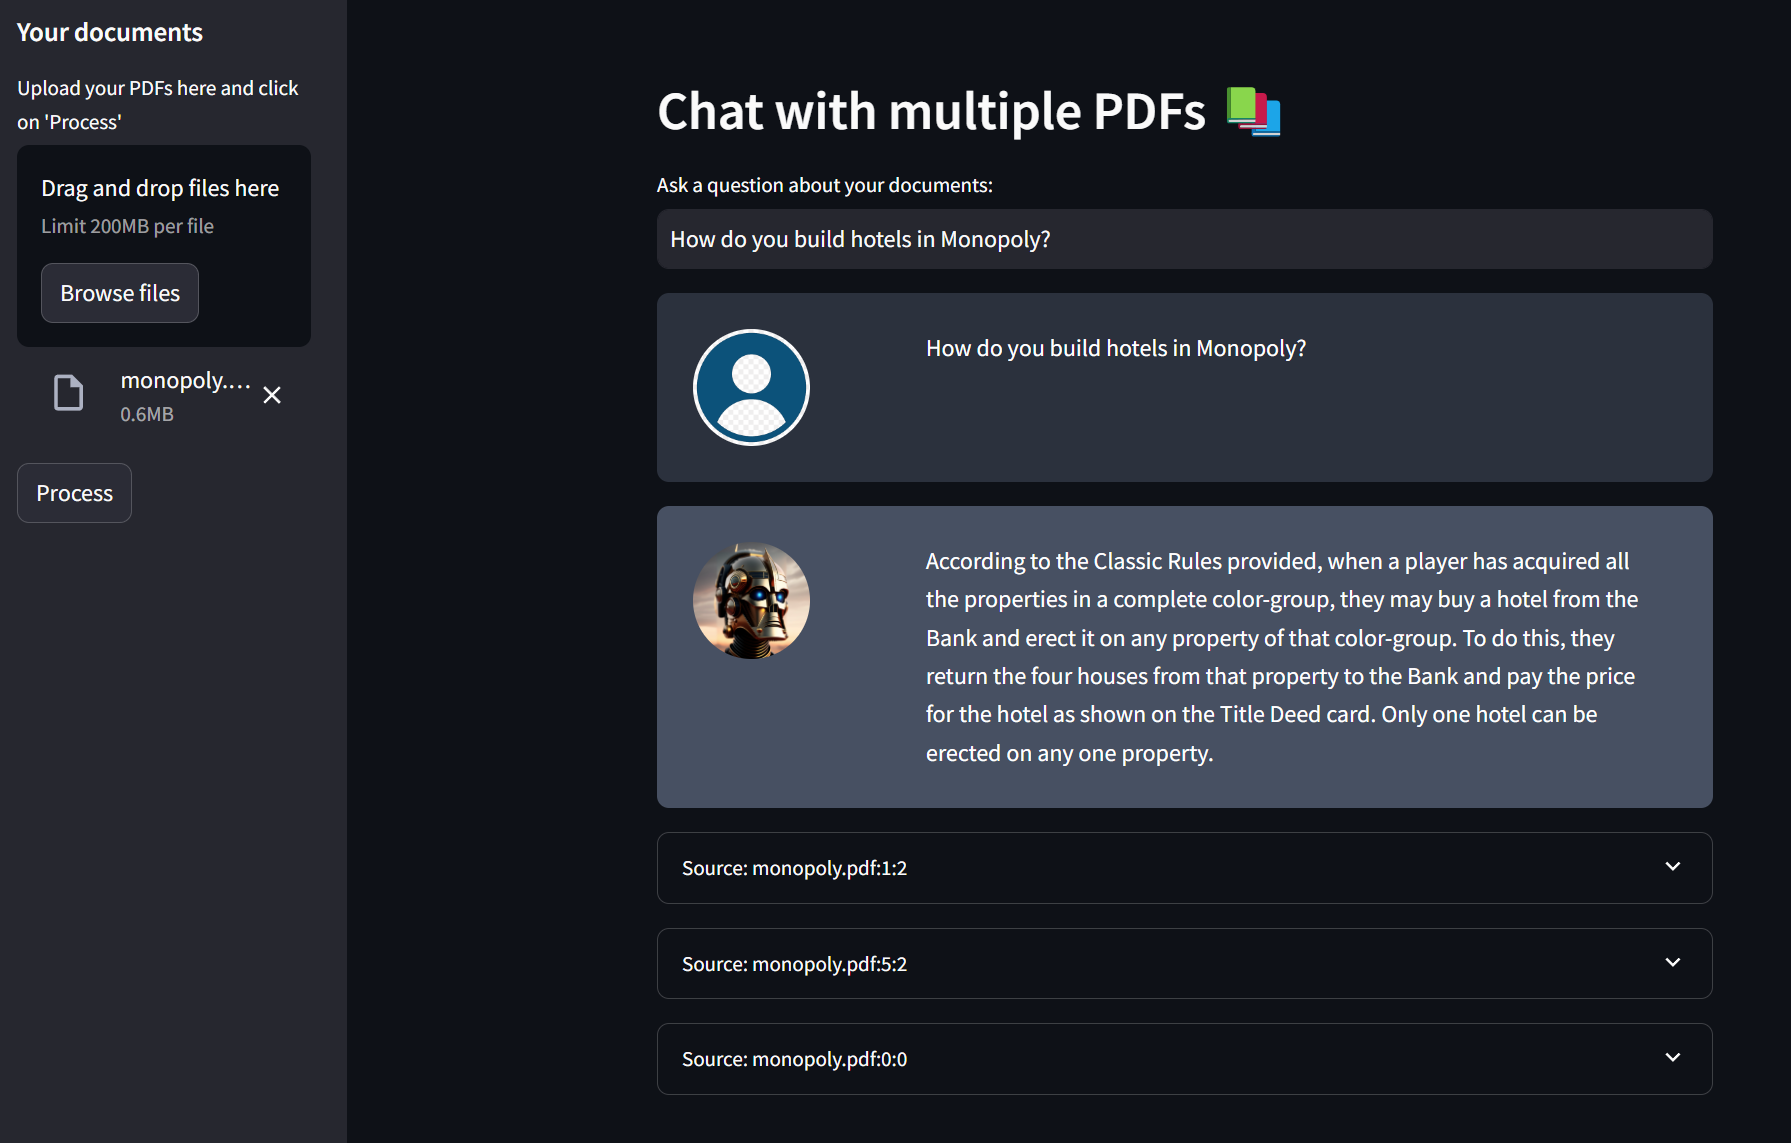 Your documents
Upload your PDFs here and click
on 'Process'
Drag and drop files here
Limit 200MB per file
Browse files
monopoly.…
0.6MB
Process
Chat with multiple PDFs
Ask a question about your documents:
How do you build hotels in Monopoly?
How do you build hotels in Monopoly?
According to the Classic Rules provided, when a player has acquired all
the properties in a complete color-group, they may buy a hotel from the
Bank and erect it on any property of that color-group. To do this, they
return the four houses from that property to the Bank and pay the price
for the hotel as shown on the Title Deed card. Only one hotel can be
erected on any one property.
Source: monopoly.pdf:1:2
Source: monopoly.pdf:5:2
Source: monopoly.pdf:0:0